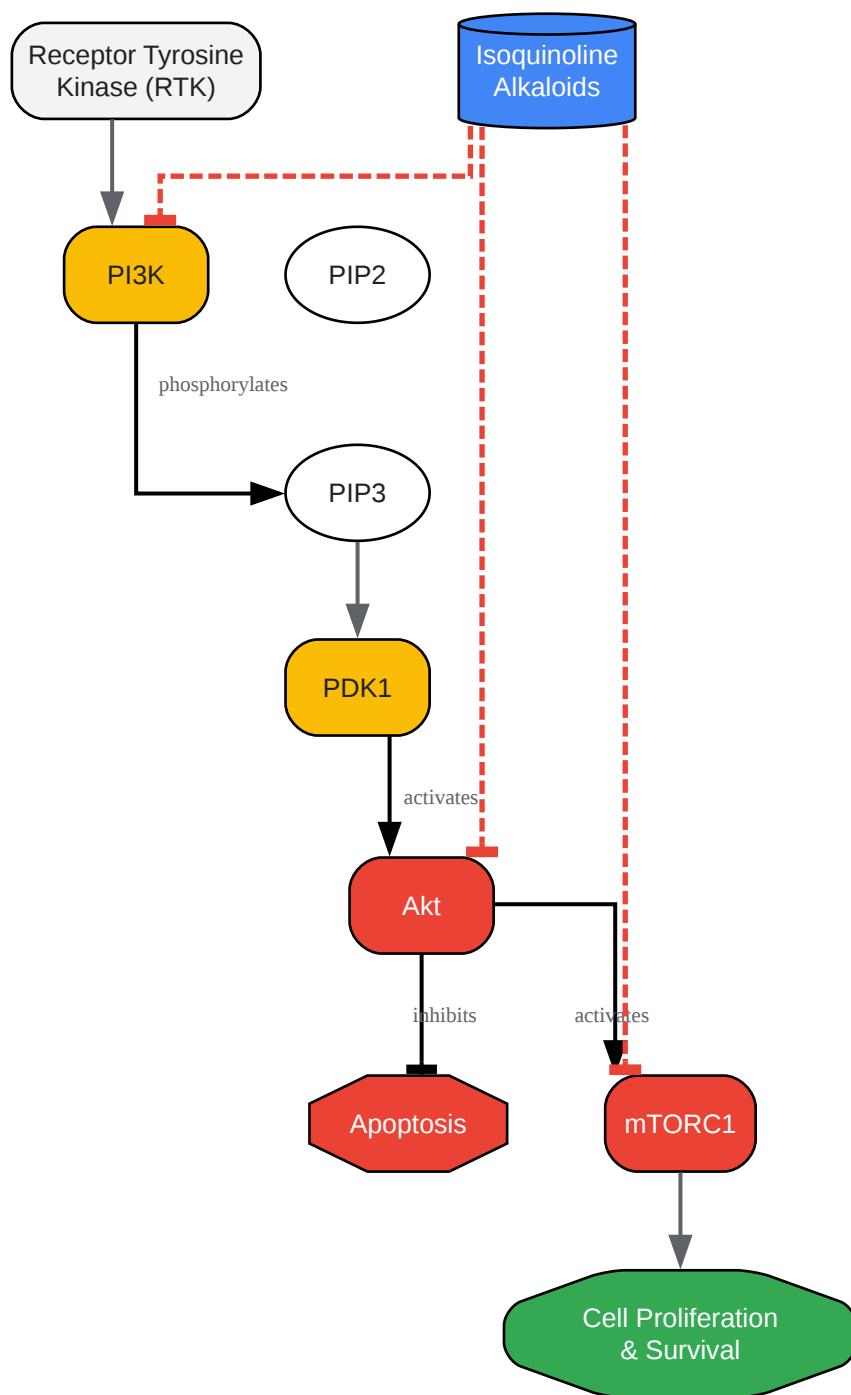 Receptor Tyrosine
Kinase (RTK)
Isoquinoline
Alkaloids
PI3K
PIP2
phosphorylates
PIP3
PDK1
activates
Akt
inhibits
activates
Apoptosis
mTORC1
Cell Proliferation
& Survival